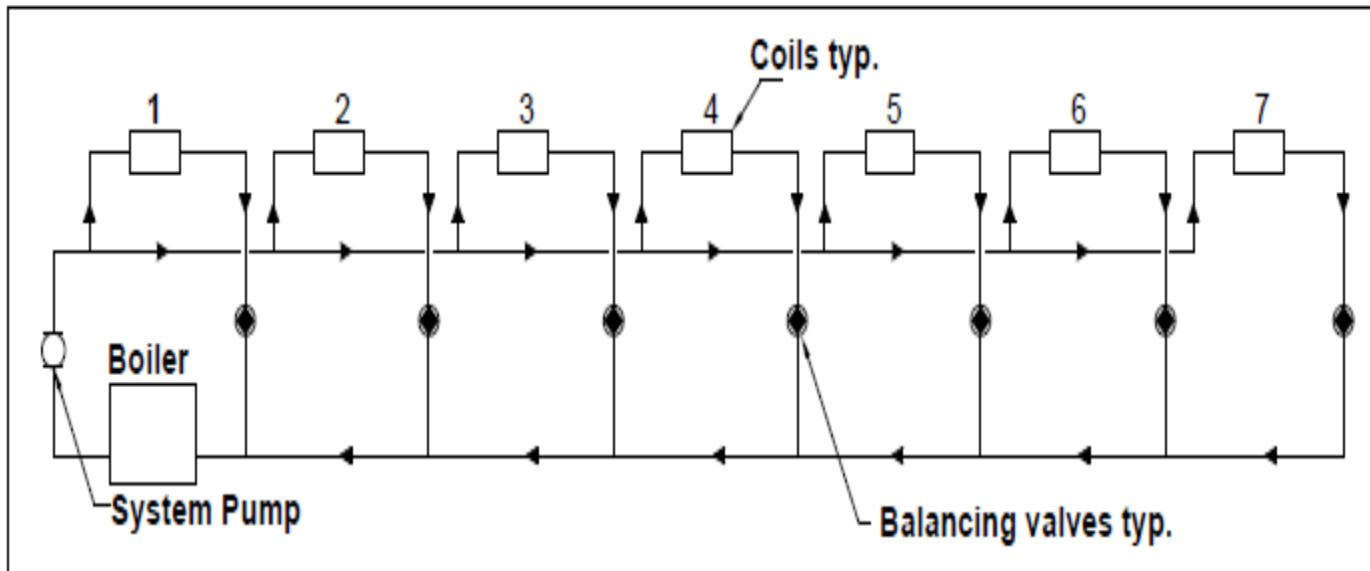 Coils typ.
1 2 3 4 5 6 7
Boiler
System Pump
Balancing valves typ.